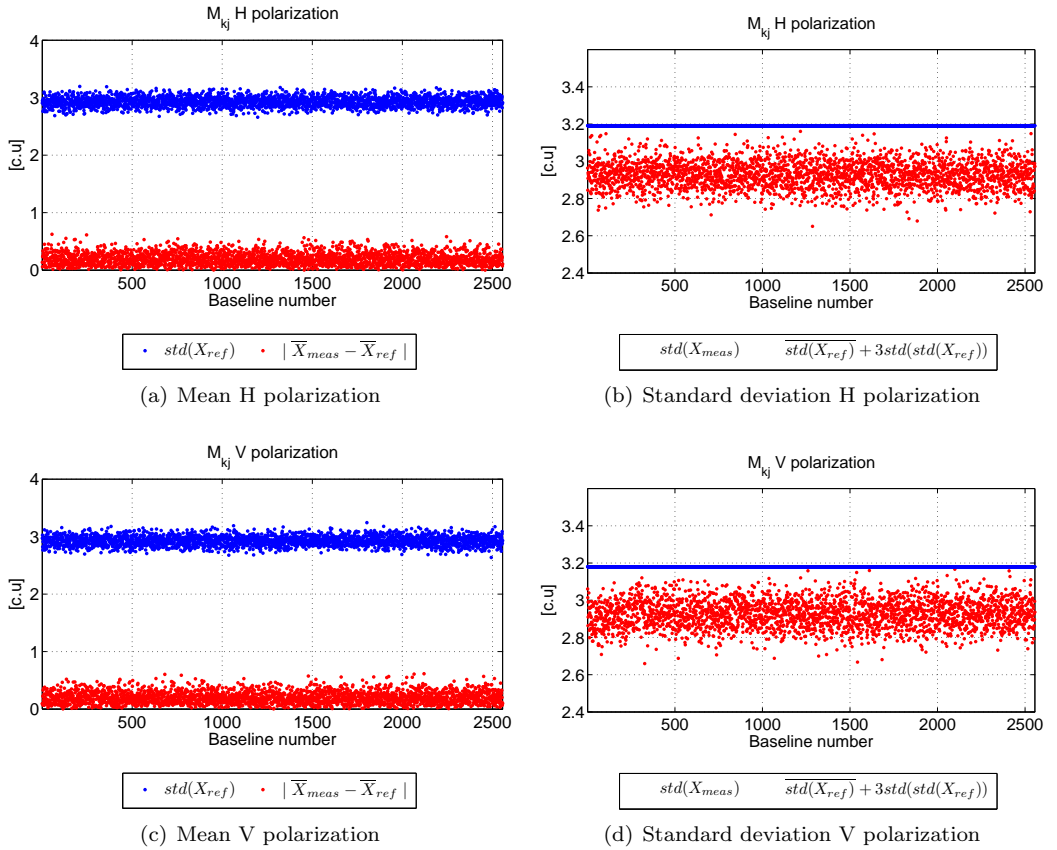 M_kj H polarization
4
3
2
1
0
[c.u]
500 1000 1500 2000 2500
Baseline number
std(X_ref) | X̅_meas − X̅_ref |
(a) Mean H polarization
M_kj H polarization
3.4
3.2
3
2.8
2.6
2.4
[c.u]
500 1000 1500 2000 2500
Baseline number
std(X_meas) \overline{std(X_ref)} + 3std(std(X_ref))
(b) Standard deviation H polarization
M_kj V polarization
4
3
2
1
0
[c.u]
500 1000 1500 2000 2500
Baseline number
std(X_ref) | X̅_meas − X̅_ref |
(c) Mean V polarization
M_kj V polarization
3.4
3.2
3
2.8
2.6
2.4
[c.u]
500 1000 1500 2000 2500
Baseline number
std(X_meas) \overline{std(X_ref)} + 3std(std(X_ref))
(d) Standard deviation V polarization